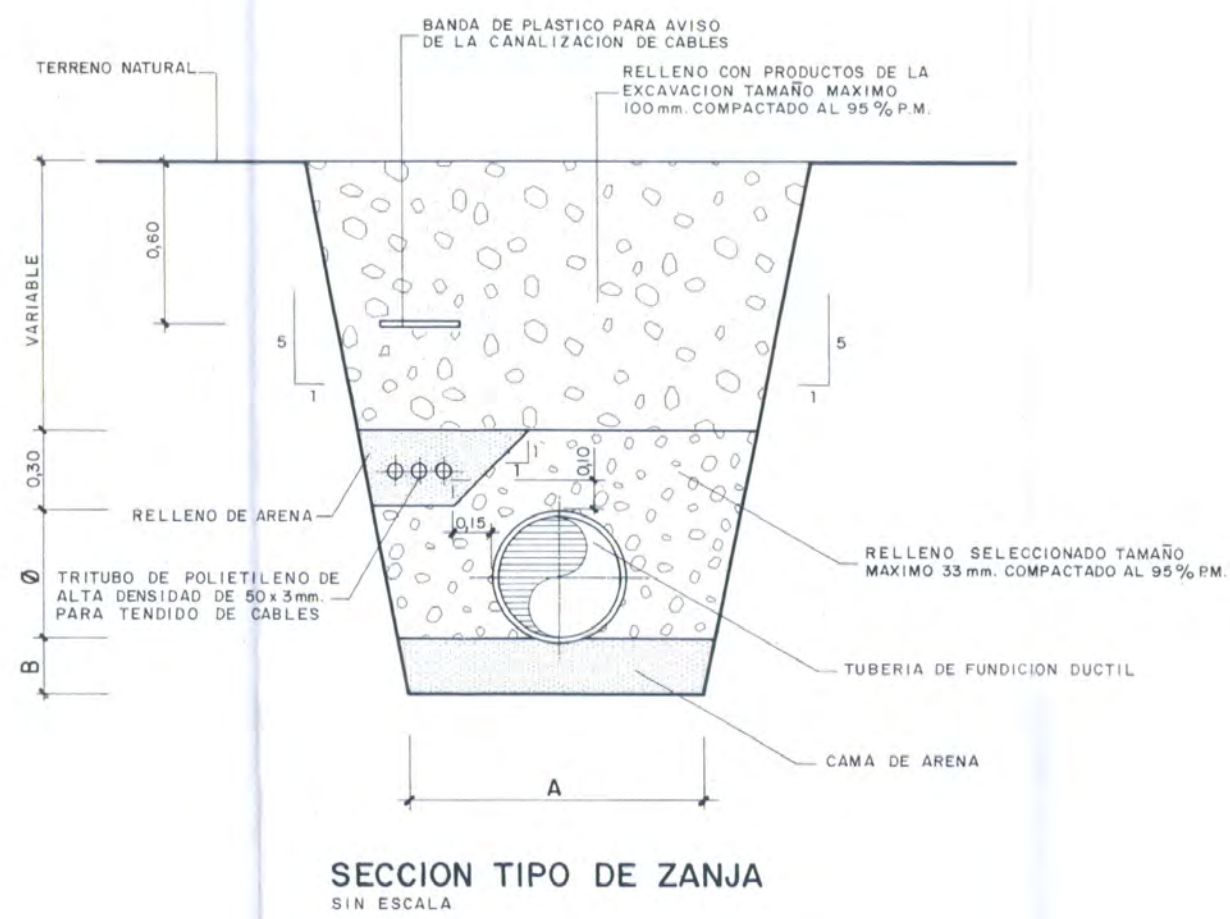 BANDA DE PLASTICO PARA AVISO
DE LA CANALIZACION DE CABLES
TERRENO NATURAL
RELLENO CON PRODUCTOS DE LA
EXCAVACION TAMAÑO MAXIMO
100 mm. COMPACTADO AL 95 % P.M.
0,60
VARIABLE
5
1
5
1
0,30
1
1
0,10
RELLENO DE ARENA
0,15
RELLENO SELECCIONADO TAMAÑO
MAXIMO 33 mm. COMPACTADO AL 95 % P.M.
Ø
TRITUBO DE POLIETILENO DE
ALTA DENSIDAD DE 50 x 3 mm.
PARA TENDIDO DE CABLES
B
TUBERIA DE FUNDICION DUCTIL
CAMA DE ARENA
A
SECCION TIPO DE ZANJA
SIN ESCALA